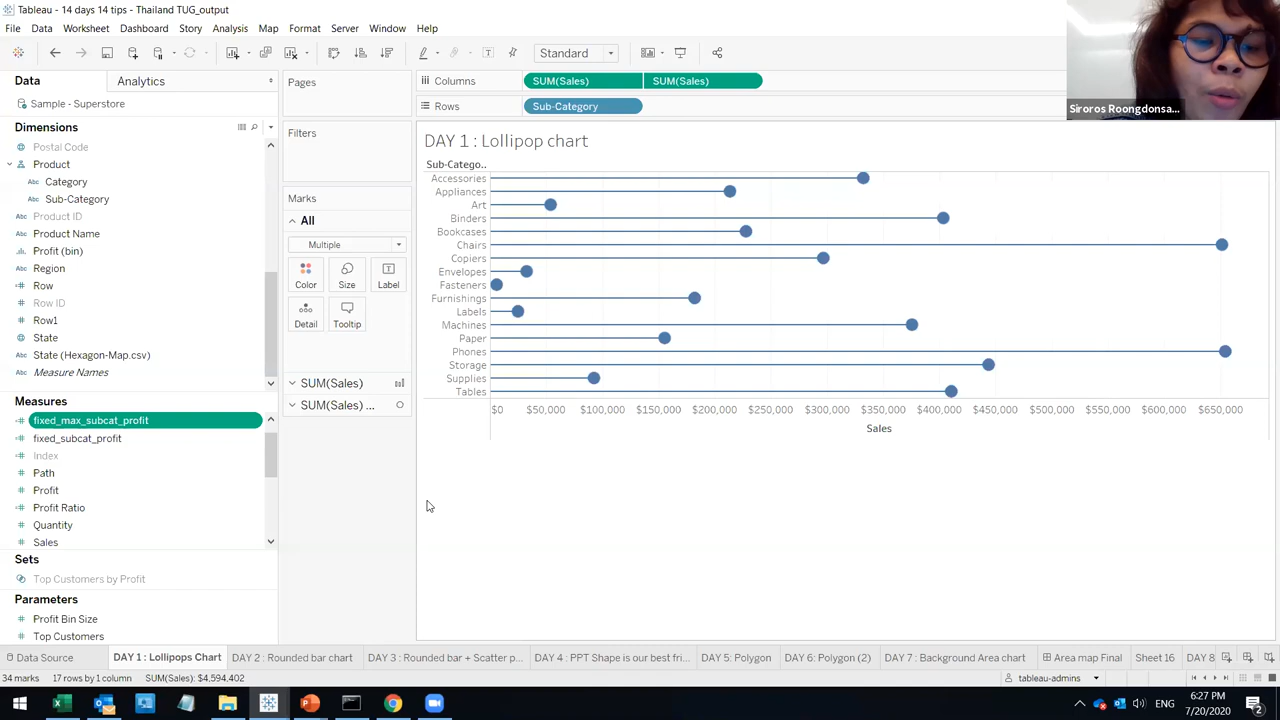 Tableau - 14 days 14 tips - Thailand TUG_output
File Data Worksheet Dashboard Story Analysis Map Format Server Window Help
Standard
Siroros Roongdonsa...
Data Analytics
Sample - Superstore
Dimensions
Postal Code
Product
Abc Category
Abc Sub-Category
Product ID
Abc Product Name
Profit (bin)
Abc Region
Row
Row ID
Abc Row1
Abc State
Abc State (Hexagon-Map.csv)
Abc Measure Names
Measures
fixed_max_subcat_profit
fixed_subcat_profit
Index
Path
Profit
Profit Ratio
Quantity
Sales
Sets
Top Customers by Profit
Parameters
Profit Bin Size
Top Customers
Pages
Filters
Marks
All
Multiple
Color Size Label
Detail Tooltip
SUM(Sales)
SUM(Sales) ...
Columns SUM(Sales) SUM(Sales)
Rows Sub-Category
DAY 1 : Lollipop chart
Sub-Catego..
Accessories
Appliances
Art
Binders
Bookcases
Chairs
Copiers
Envelopes
Fasteners
Furnishings
Labels
Machines
Paper
Phones
Storage
Supplies
Tables
$0 $50,000 $100,000 $150,000 $200,000 $250,000 $300,000 $350,000 $400,000 $450,000 $500,000 $550,000 $600,000 $650,000
Sales
Data Source DAY 1 : Lollipops Chart DAY 2 : Rounded bar chart DAY 3 : Rounded bar + Scatter p... DAY 4 : PPT Shape is our best fri... DAY 5: Polygon DAY 6: Polygon (2) DAY 7 : Background Area chart Area map Final Sheet 16 DAY 8
34 marks 17 rows by 1 column SUM(Sales): $4,594,402 tableau-admins
ENG
6:27 PM
7/20/2020
2